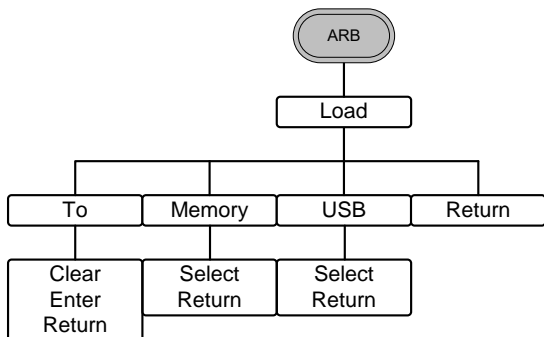 ARB
Load
To
Memory
USB
Return
Clear
Enter
Return
Select
Return
Select
Return